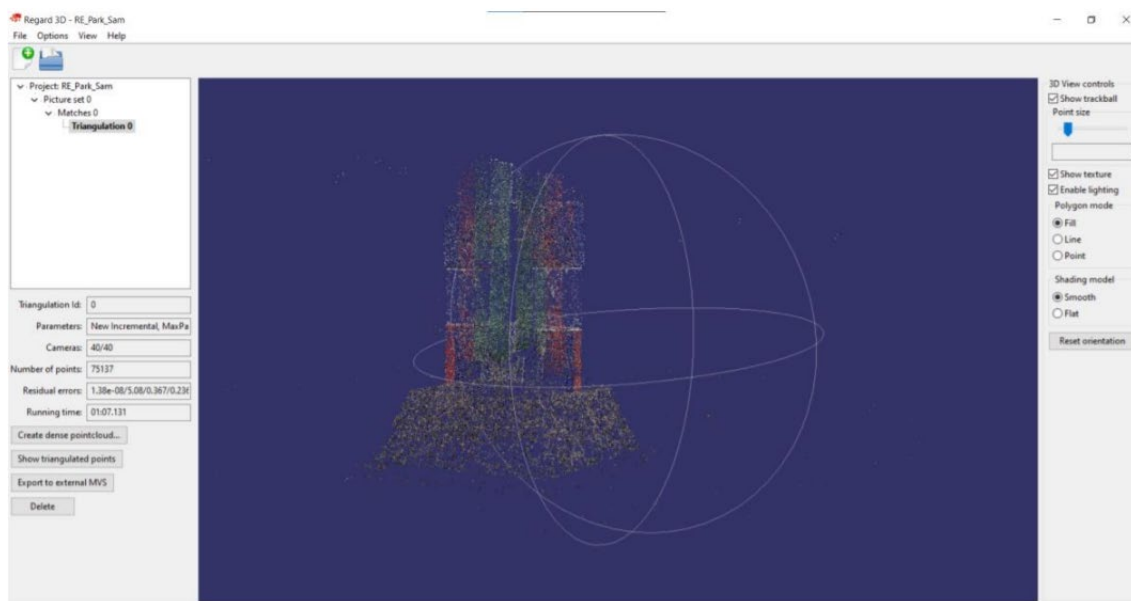 Regard 3D - RE_Park_Sam
File Options View Help
Project: RE_Park_Sam
Picture set 0
Matches 0
Triangulation 0
Triangulation Id: 0
Parameters: New Incremental, MaxPa
Cameras: 40/40
Number of points: 75137
Residual errors: 1.38e-08/5.08/0.367/0.236
Running time: 01:07.131
Create dense pointcloud...
Show triangulated points
Export to external MVS
Delete
3D View controls
Show trackball
Point size
Show texture
Enable lighting
Polygon mode
Fill
Line
Point
Shading model
Smooth
Flat
Reset orientation